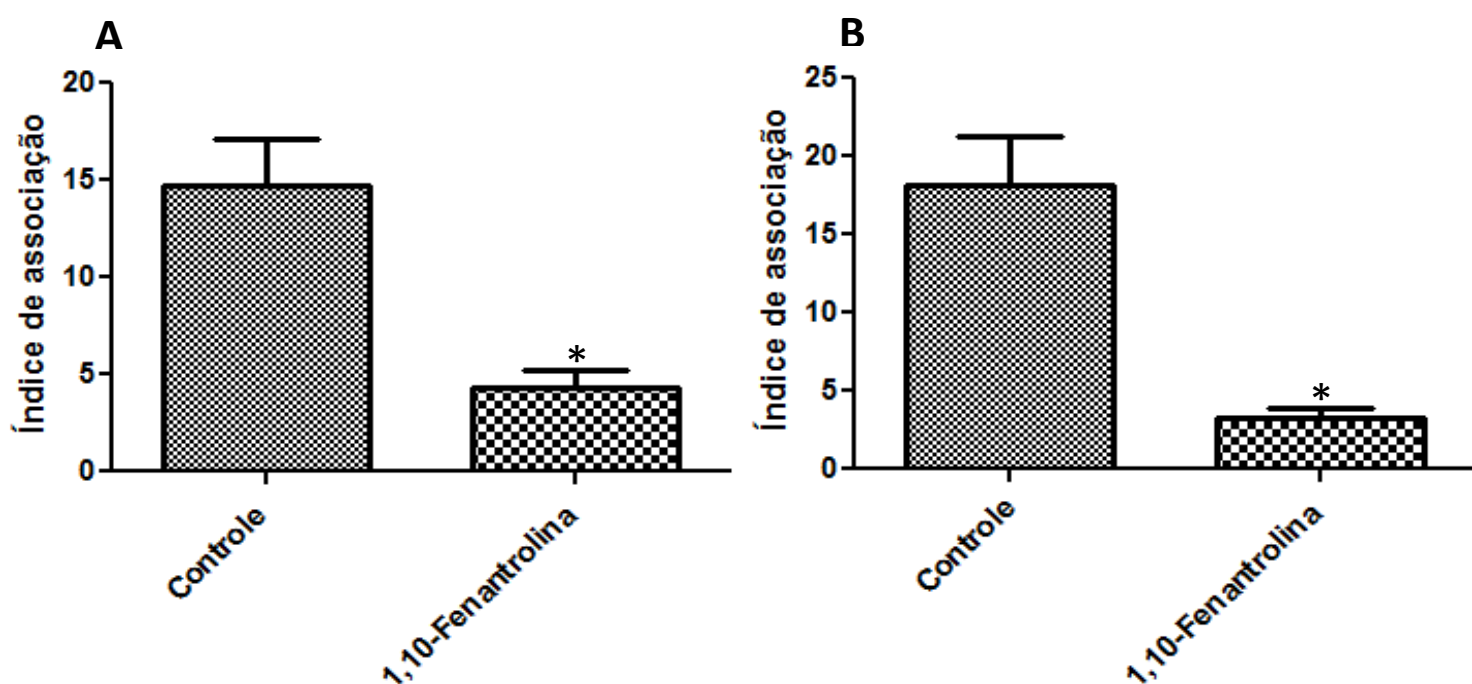 A
Índice de associação
20
15
10
5
0
*
Controle
1,10-Fenantrolina
B
Índice de associação
25
20
15
10
5
0
*
Controle
1,10-Fenantrolina